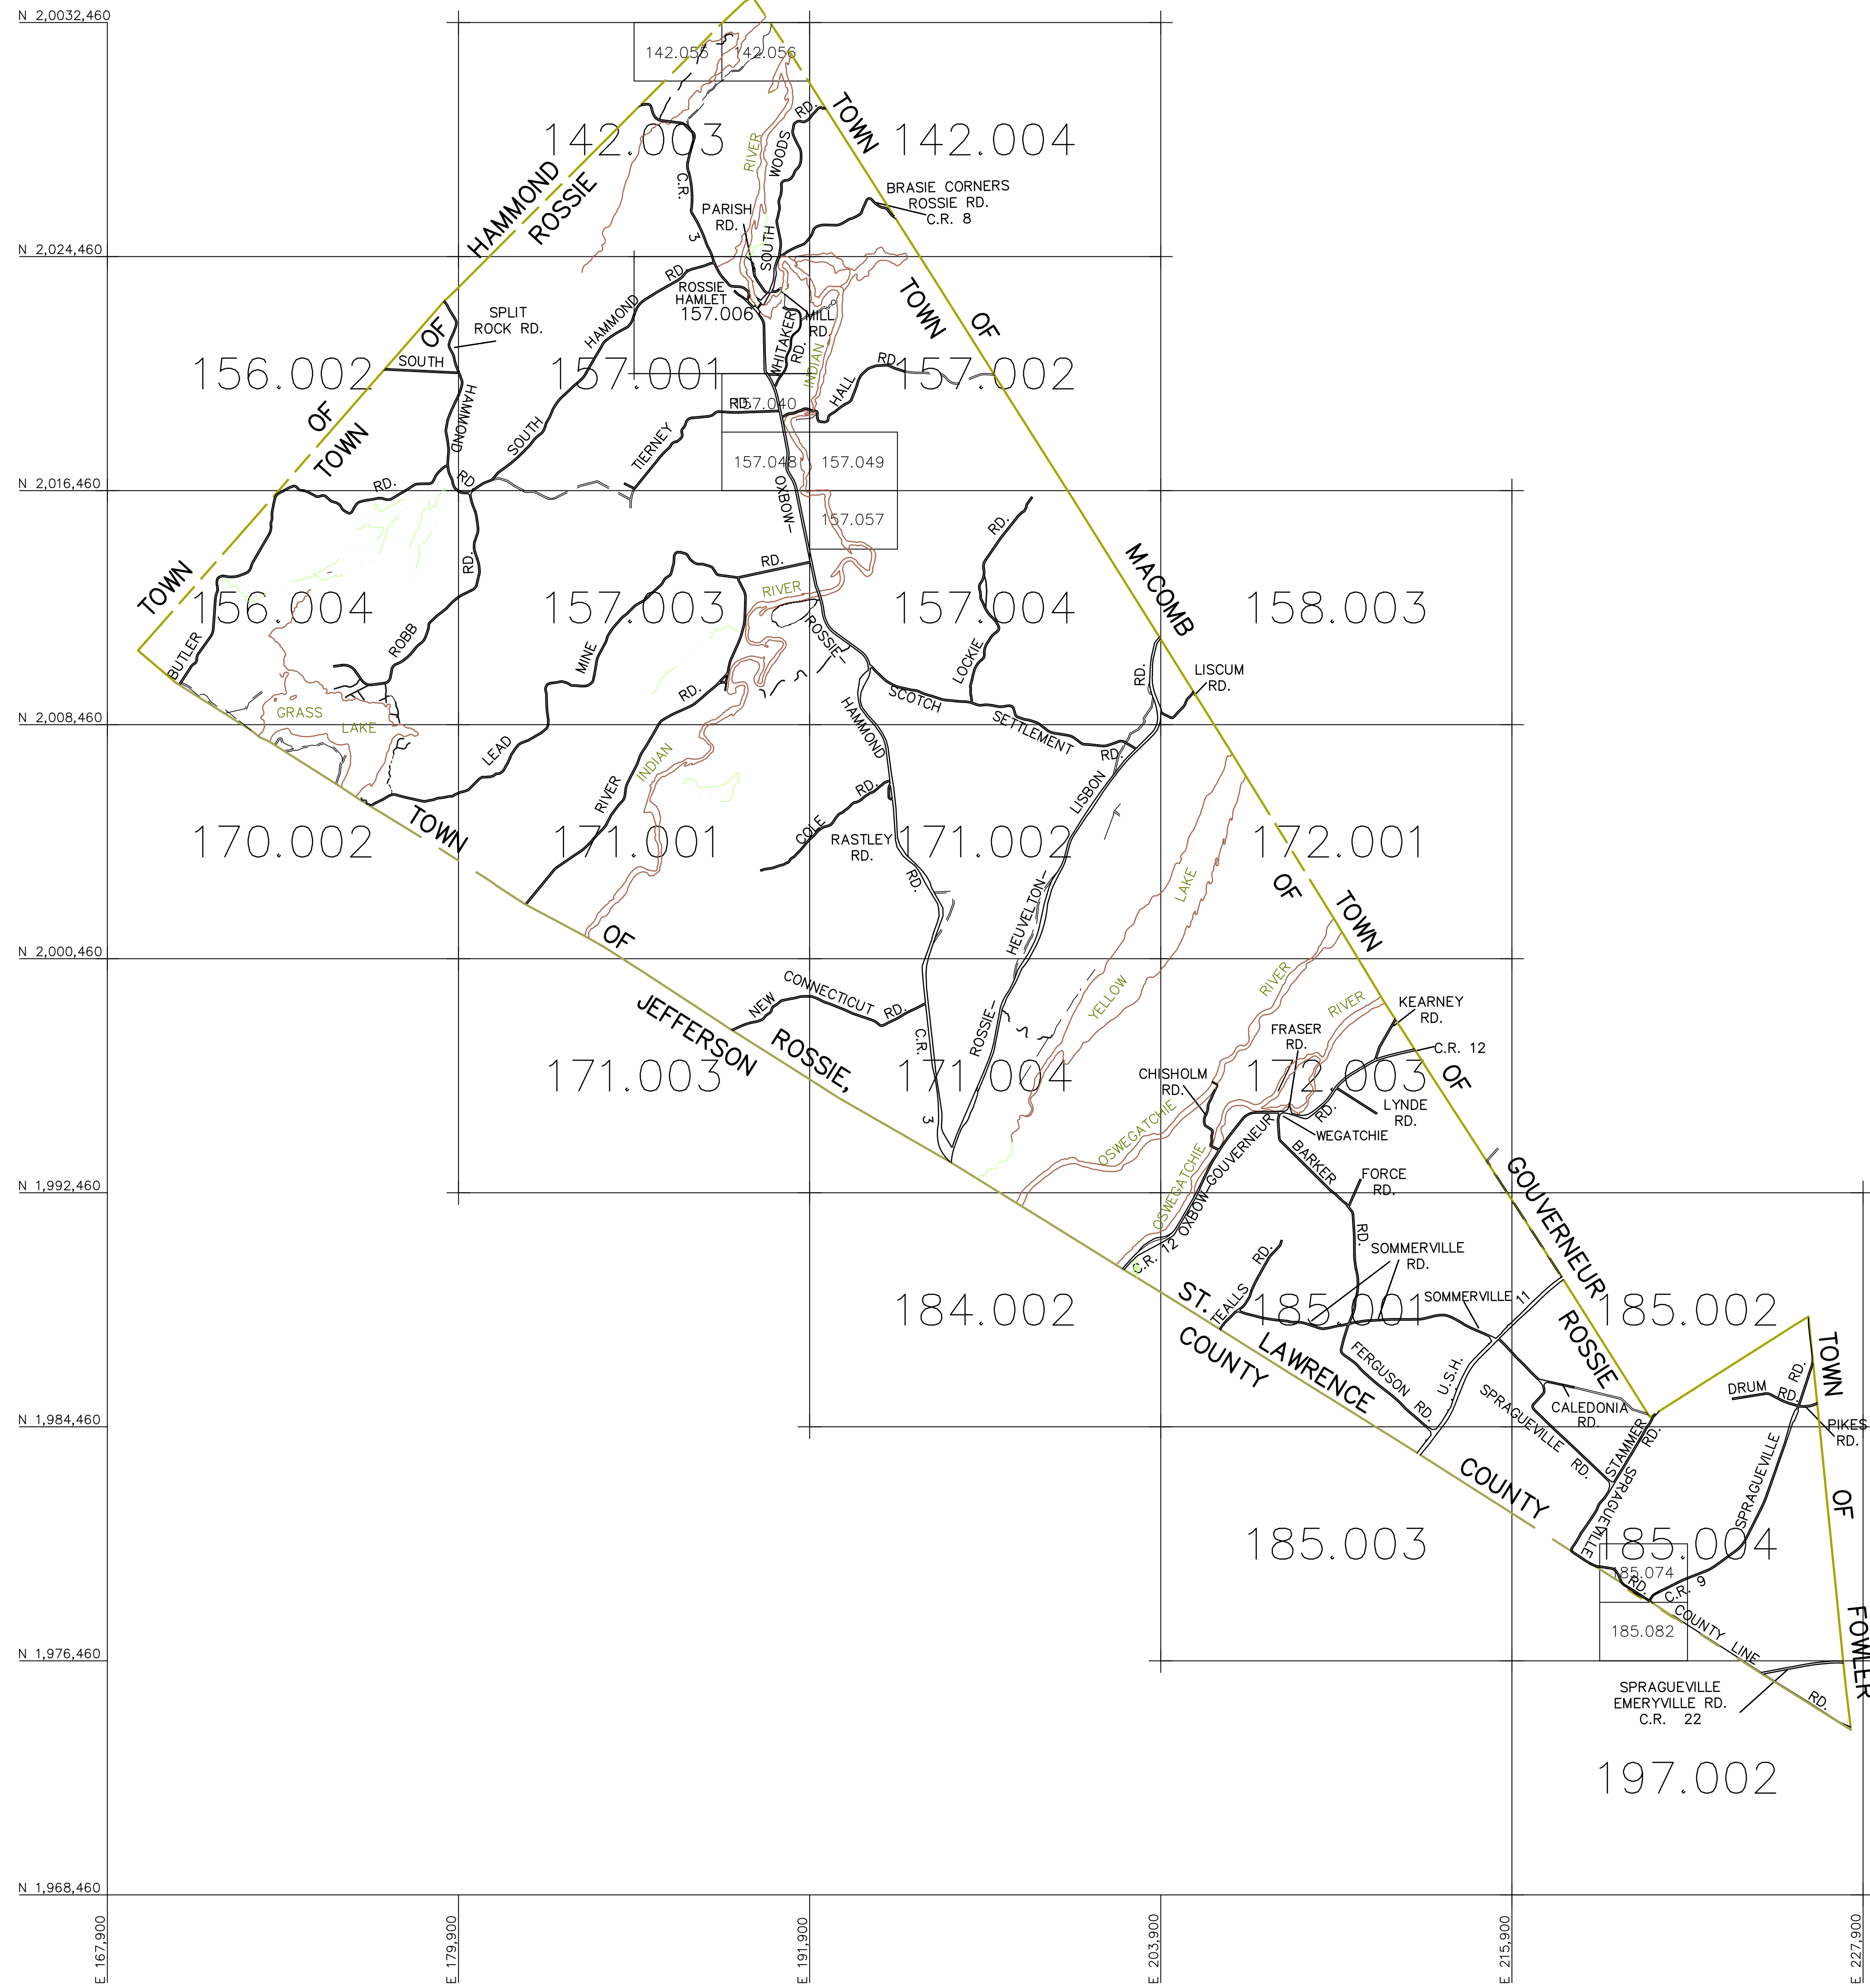 N 2,0032,460
142.055
142.056
142.003
142.004
TOWN
OF
MACOMB
HAMMOND
ROSSIE
C.R.
3
RIVER
WOODS
RD.
SOUTH
PARISH
RD.
BRASIE CORNERS
ROSSIE RD.
C.R. 8
N 2,024,460
SPLIT
ROCK RD.
ROSSIE
HAMLET
157.006
MILL
RD.
WHITAKER
RD.
INDIAN
TOWN
OF
TOWN
OF
SOUTH
HAMMOND
RD.
SOUTH
HAMMOND
RD
156.002
157.001
157.002
HALL
RD
157.040
TIERNEY
RD.
157.048
157.049
157.057
OXBOW-
TOWN
TOWN
N 2,016,460
RD.
BUTLER
ROBB
RD.
156.004
157.003
157.004
158.003
RD.
RIVER
MINE
LEAD
ROSSIE-
LOCKIE
RD.
LISCUM
RD.
RD.
SCOTCH
SETTLEMENT
RD.
GRASS
LAKE
N 2,008,460
HAMMOND
RIVER
RD.
INDIAN
COLE
RD.
RASTLEY
RD.
RD.
LISBON
HEUVELTON-
ROSSIE-
170.002
171.001
171.002
172.001
TOWN
OF
JEFFERSON
LAKE
YELLOW
OF
TOWN
OF
GOUVERNEUR
N 2,000,460
NEW
CONNECTICUT
RD.
C.R.
3
ROSSIE,
171.003
171.004
172.003
RIVER
RIVER
KEARNEY
RD.
C.R. 12
FRASER
RD.
CHISHOLM
RD.
LYNDE
RD.
RD.
WEGATCHIE
OSWEGATCHIE
OSWEGATCHIE
OXBOW-GOUVERNEUR
C.R. 12
BARKER
RD.
FORCE
RD.
N 1,992,460
SOMMERVILLE
RD.
SOMMERVILLE
TEALLS
RD.
184.002
185.001
185.002
ST.
LAWRENCE
COUNTY
COUNTY
ROSSIE
FERGUSON
RD.
U.S.H.
11
SPRAGUEVILLE
RD.
CALEDONIA
RD.
STAMMER
RD.
DRUM
RD.
RD.
PIKES
RD.
TOWN
OF
FOWLER
N 1,984,460
SPRAGUEVILLE
SPRAGUEVILLE
RD.
185.003
185.004
185.074
C.R. 9
185.082
COUNTY LINE
RD.
N 1,976,460
SPRAGUEVILLE
EMERYVILLE RD.
C.R. 22
197.002
N 1,968,460
E 167,900
E 179,900
E 191,900
E 203,900
E 215,900
E 227,900